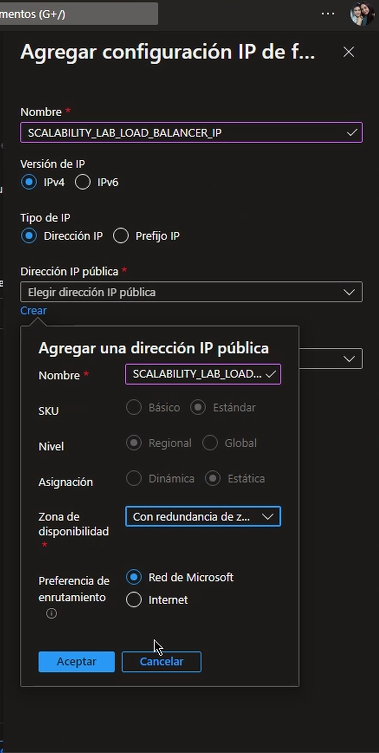 mentos (G+/)
Agregar configuración IP de f...
Nombre *
SCALABILITY_LAB_LOAD_BALANCER_IP
Versión de IP
IPv4 IPv6
Tipo de IP
Dirección IP Prefijo IP
Dirección IP pública *
Elegir dirección IP pública
Crear
Agregar una dirección IP pública
Nombre * SCALABILITY_LAB_LOAD...
SKU Básico Estándar
Nivel Regional Global
Asignación Dinámica Estática
Zona de Con redundancia de z...
disponibilidad
*
Preferencia de Red de Microsoft
enrutamiento Internet
Aceptar Cancelar